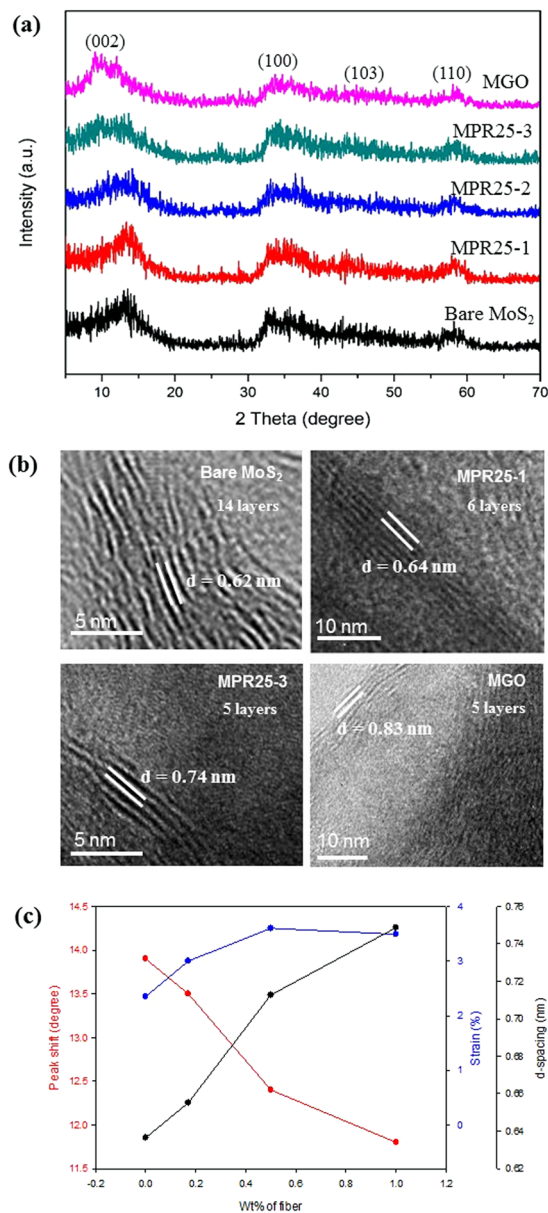 (a)
(002)
(100)
(103)
(110)
MGO
MPR25-3
MPR25-2
MPR25-1
Bare MoS₂
Intensity (a.u.)
10 20 30 40 50 60 70
2 Theta (degree)
(b)
Bare MoS₂
14 layers
d = 0.62 nm
5 nm
MPR25-1
6 layers
d = 0.64 nm
10 nm
MPR25-3
5 layers
d = 0.74 nm
5 nm
MGO
5 layers
d = 0.83 nm
10 nm
(c)
14.5
14.0
13.5
13.0
12.5
12.0
11.5
Peak shift (degree)
4
3
2
1
0
Strain (%)
0.76
0.74
0.72
0.70
0.68
0.66
0.64
0.62
d-spacing (nm)
-0.2 0.0 0.2 0.4 0.6 0.8 1.0 1.2
Wt% of fiber